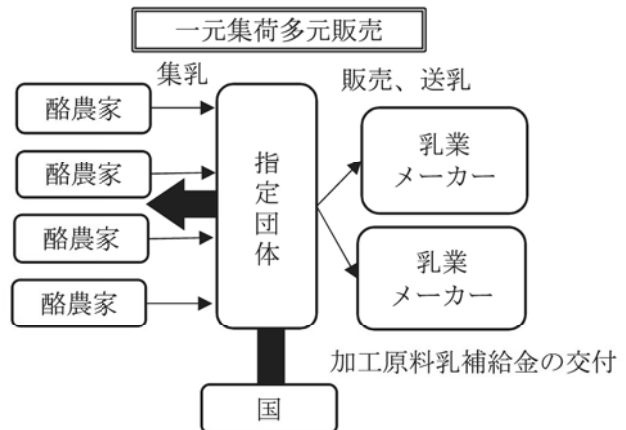 一元集荷多元販売
集乳
販売、送乳
酪農家
酪農家
酪農家
酪農家
指定団体
乳業
メーカー
乳業
メーカー
加工原料乳補給金の交付
国